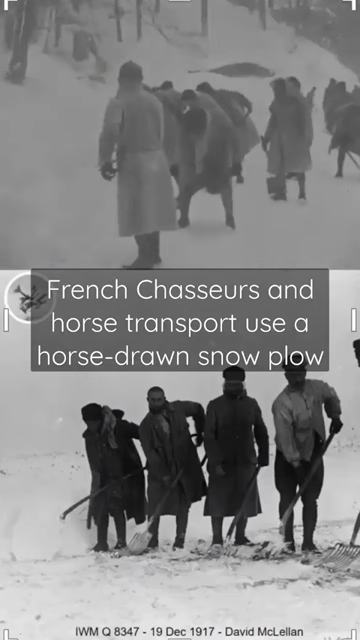 French Chasseurs and
horse transport use a
horse-drawn snow plow
IWM Q 8347 - 19 Dec 1917 - David McLellan